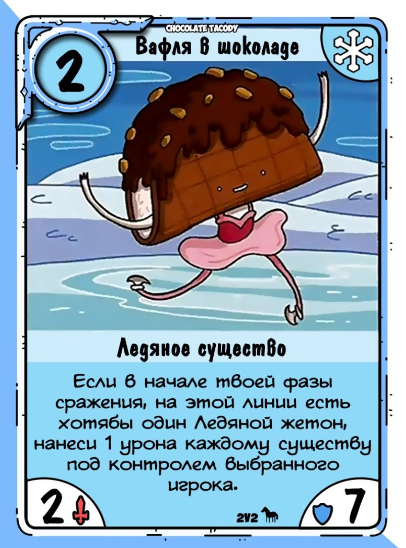 CHOCOLATE TACODY
2
Вафля в шоколаде
Ледяное существо
Если в начале твоей фазы
сражения, на этой линии есть
хотябы один Ледяной жетон,
нанеси 1 урона каждому существу
под контролем выбранного
игрока.
2 2V2 7